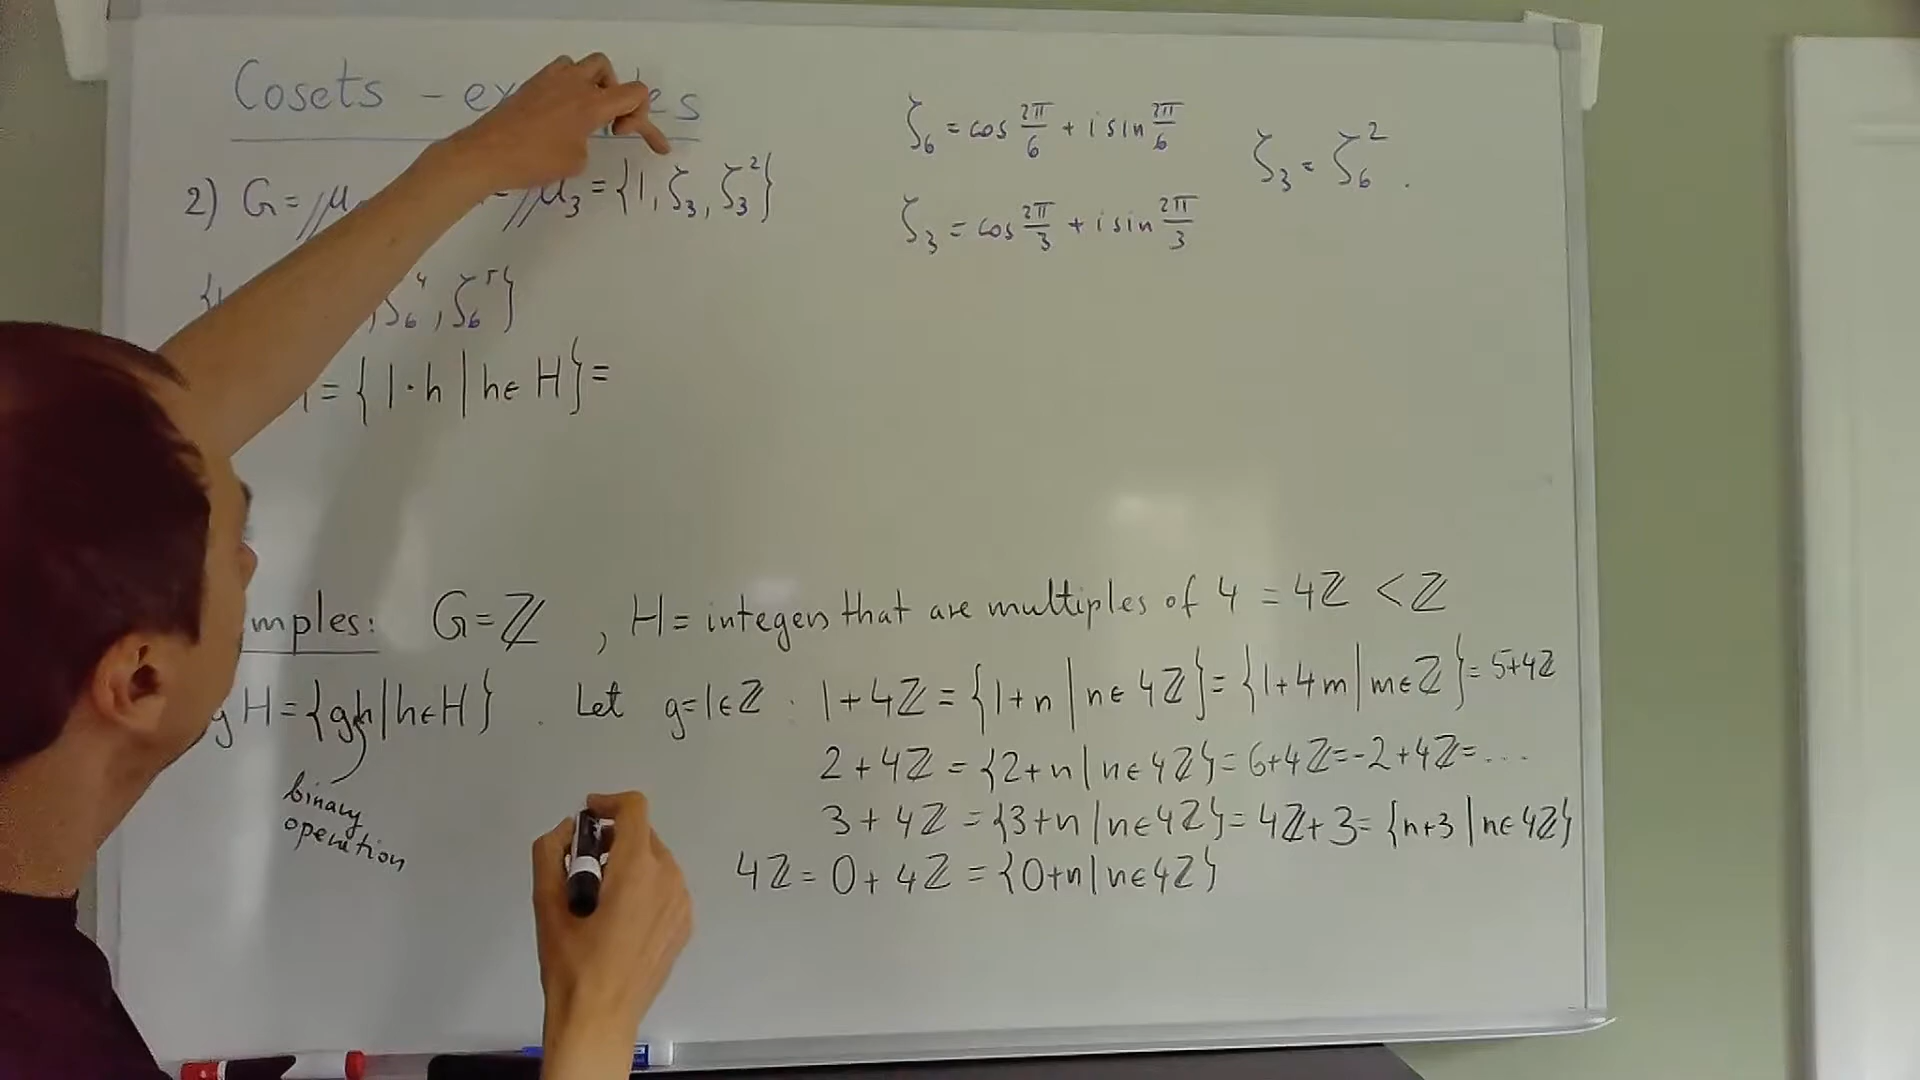 Cosets - ex es
2) G = μ = μ₃ = {1, ζ₃, ζ₃²}
ζ₆ = cos 2π/6 + i sin 2π/6
ζ₃ = ζ₆² .
ζ₃ = cos 2π/3 + i sin 2π/3
{ , ζ₆⁴, ζ₆⁵}
= {1·h | h∈ H} =
mples: G = ℤ , H = integers that are multiples of 4 = 4ℤ < ℤ
gH = {gh | h∈H} . Let g=1∈ℤ : 1+4ℤ = {1+n | n∈ 4ℤ} = {1+4m | m∈ℤ} = 5+4ℤ
2 + 4ℤ = {2+n | n∈ 4ℤ} = 6+4ℤ = -2+4ℤ = ....
binary operation
3 + 4ℤ = {3+n | n∈4ℤ} = 4ℤ+3 = {n+3 | n∈ 4ℤ}
4ℤ = 0 + 4ℤ = {0+n | n∈4ℤ}